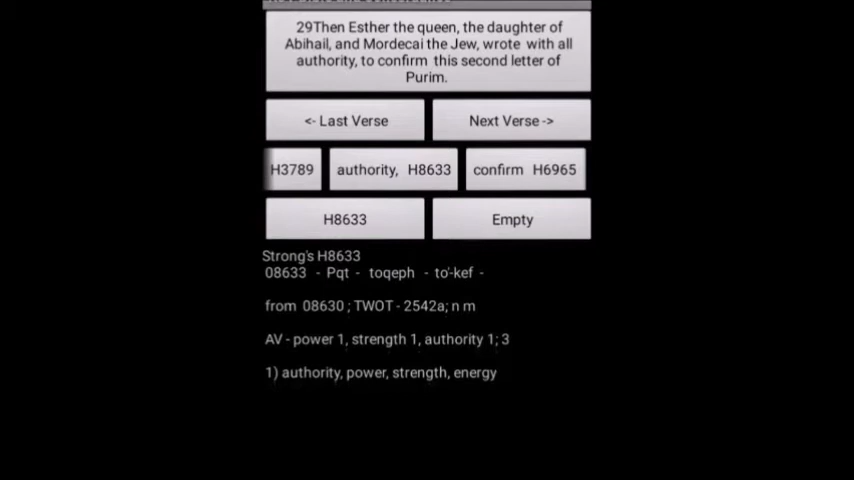 29Then Esther the queen, the daughter of
Abihail, and Mordecai the Jew, wrote with all
authority, to confirm this second letter of
Purim.
<- Last Verse
Next Verse ->
H3789
authority, H8633
confirm H6965
H8633
Empty
Strong's H8633
08633 - Pqt - toqeph - to'-kef -
from 08630 ; TWOT - 2542a; n m
AV - power 1, strength 1, authority 1; 3
1) authority, power, strength, energy